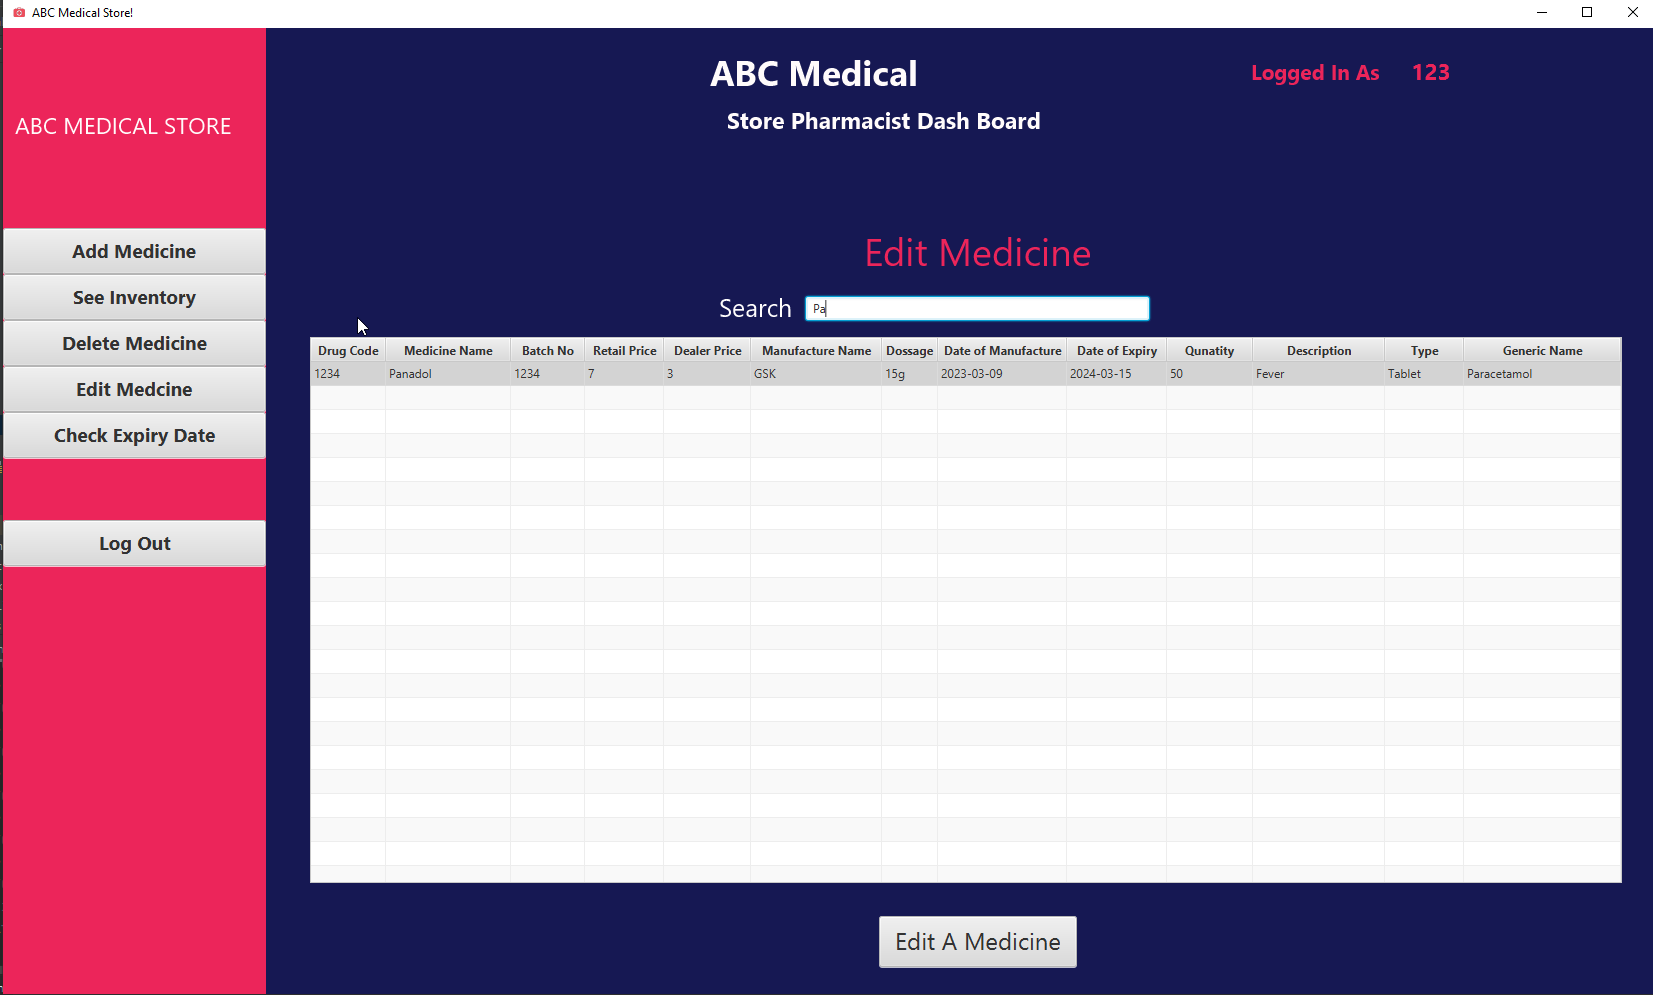 ABC Medical Store!
ABC MEDICAL STORE
Add Medicine
See Inventory
Delete Medicine
Edit Medcine
Check Expiry Date
Log Out
ABC Medical
Logged In As 123
Store Pharmacist Dash Board
Edit Medicine
Search Pa
Drug Code Medicine Name Batch No Retail Price Dealer Price Manufacture Name Dossage Date of Manufacture Date of Expiry Qunatity Description Type Generic Name
1234 Panadol 1234 7 3 GSK 15g 2023-03-09 2024-03-15 50 Fever Tablet Paracetamol
Edit A Medicine